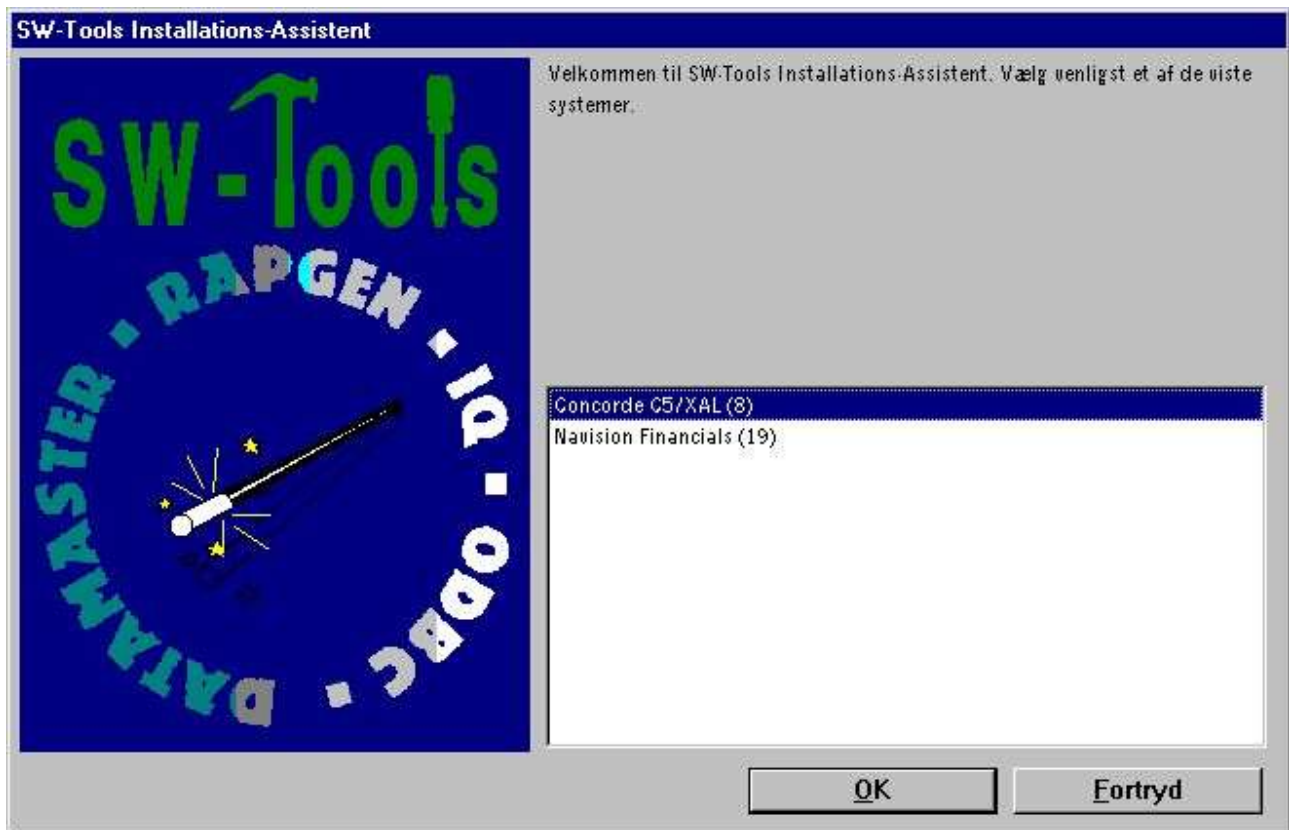 SW-Tools Installations-Assistent
SW-Tools
DATAMASTER · RAPGEN · IQ · ODBC ·
Velkommen til SW-Tools Installations-Assistent. Vælg venligst et af de viste
systemer.
Concorde C5/XAL (8)
Navision Financials (19)
OK
Fortryd